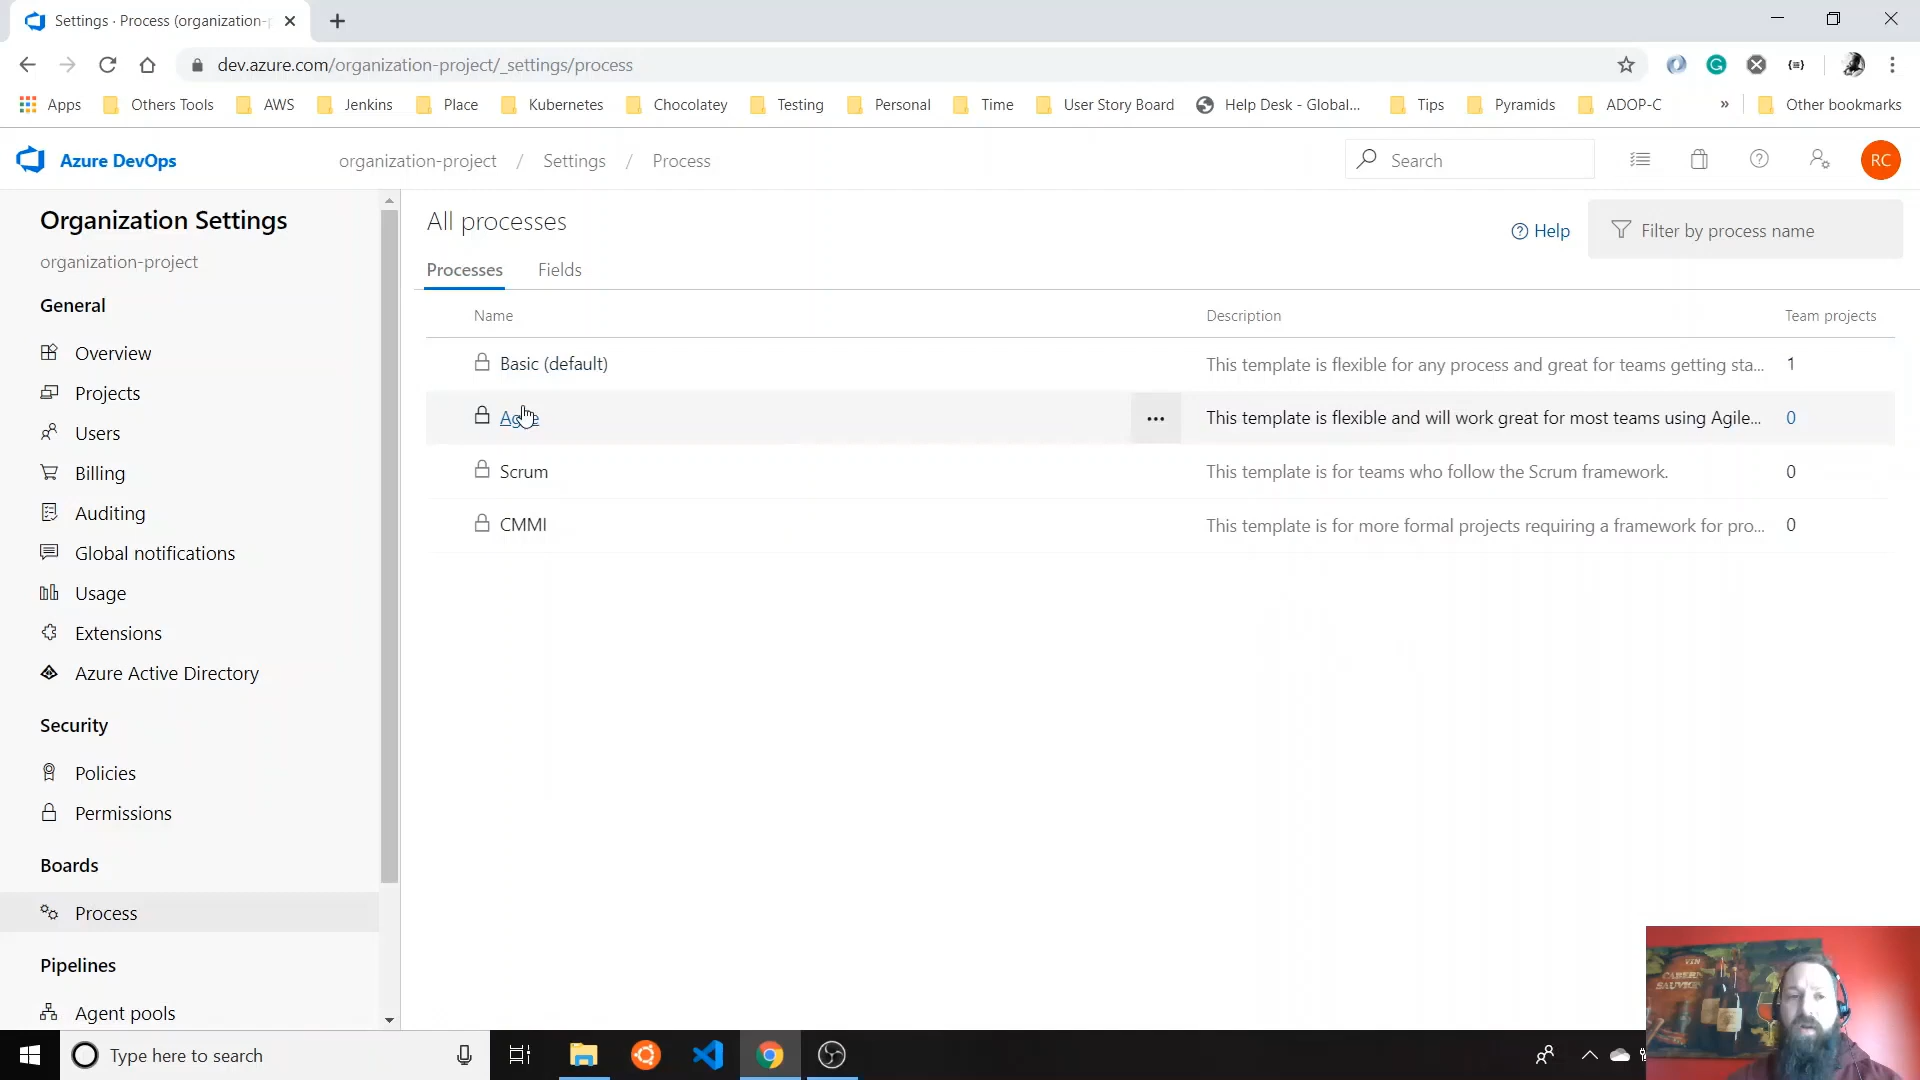 Settings · Process (organization-
dev.azure.com/organization-project/_settings/process
Apps Others Tools AWS Jenkins Place Kubernetes Chocolatey Testing Personal Time User Story Board Help Desk - Global... Tips Pyramids ADOP-C » Other bookmarks
Azure DevOps organization-project / Settings / Process Search RC
Organization Settings
organization-project
General
Overview
Projects
Users
Billing
Auditing
Global notifications
Usage
Extensions
Azure Active Directory
Security
Policies
Permissions
Boards
Process
Pipelines
Agent pools
All processes
Help Filter by process name
Processes Fields
Name Description Team projects
Basic (default) This template is flexible for any process and great for teams getting sta... 1
This template is flexible and will work great for most teams using Agile... 0
Scrum This template is for teams who follow the Scrum framework. 0
CMMI This template is for more formal projects requiring a framework for pro... 0
VIN
CABERNET
SAUVIGNON
Type here to search